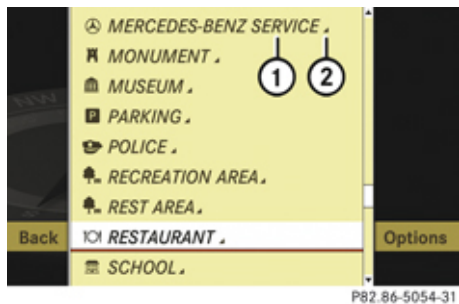 MERCEDES-BENZ SERVICE
MONUMENT
1 2
MUSEUM
PARKING
POLICE
RECREATION AREA
REST AREA
Back RESTAURANT Options
SCHOOL
P82.86-5054-31